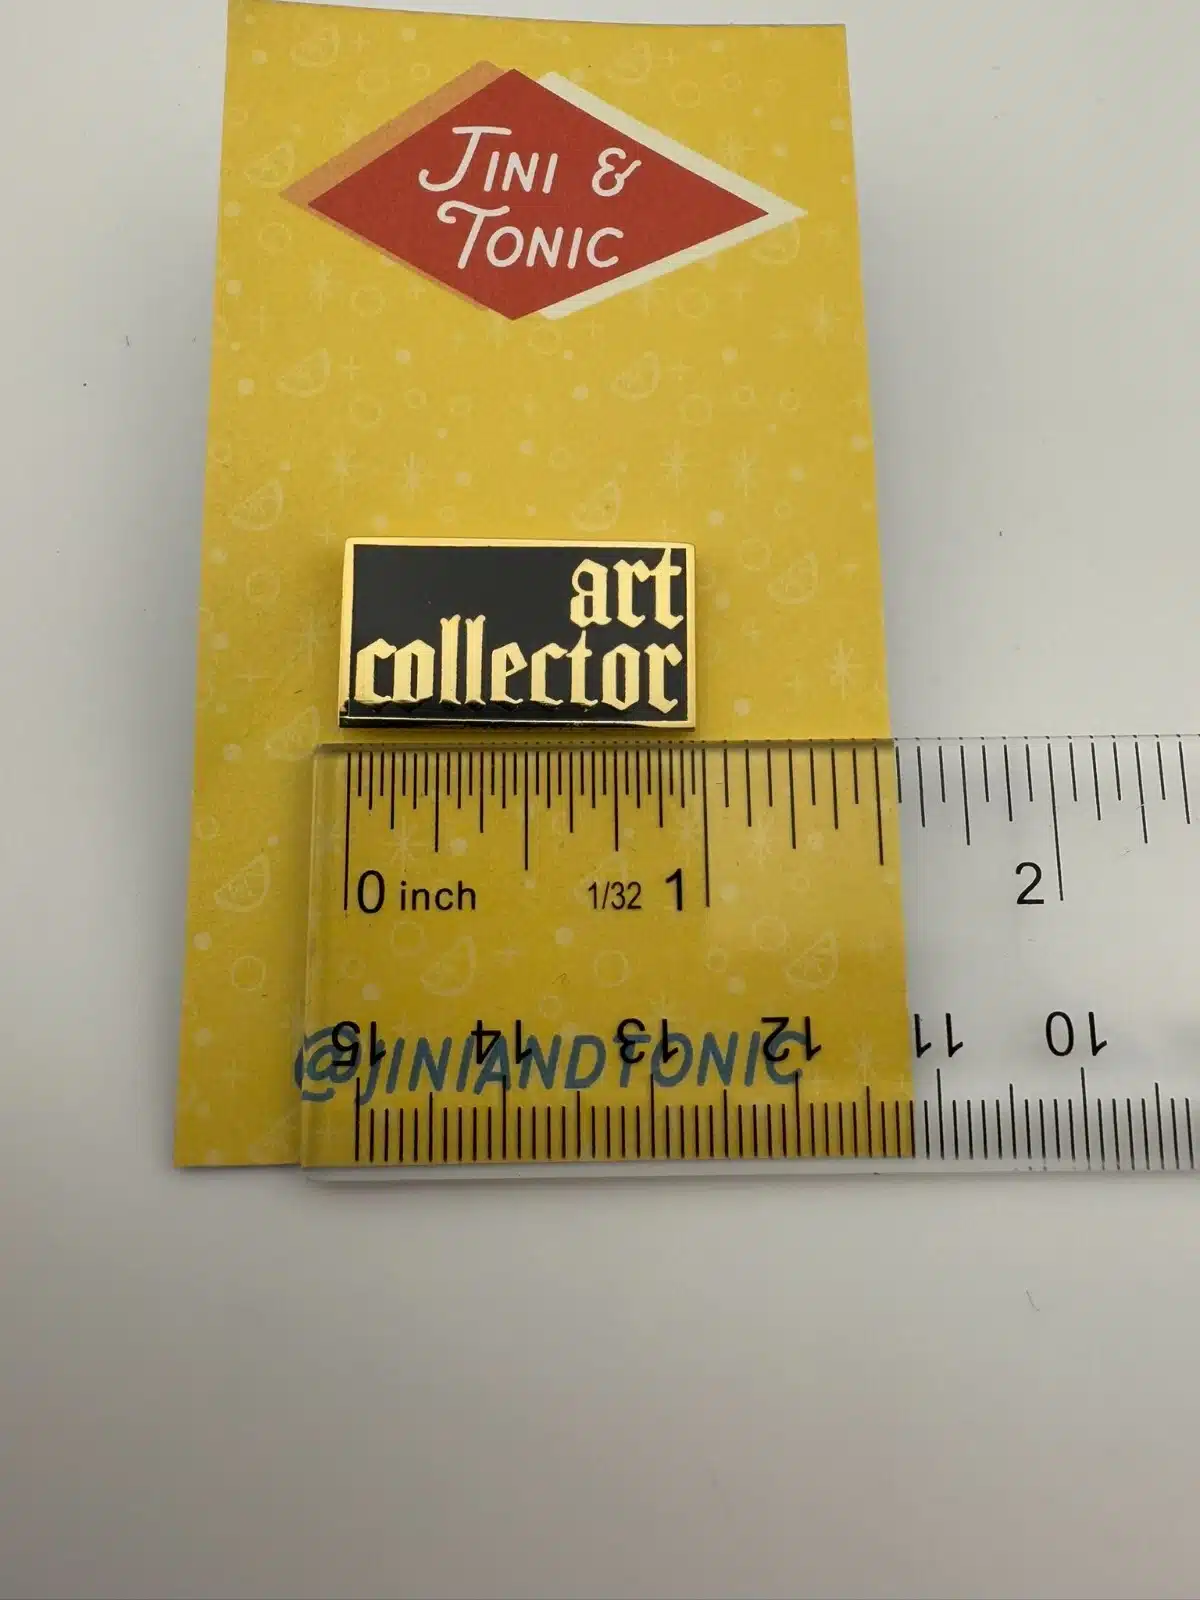 JINI &
TONIC
art
collector
0 inch 1/32 1 2
15 14 13 12 11 10
@JINIANDTONIC